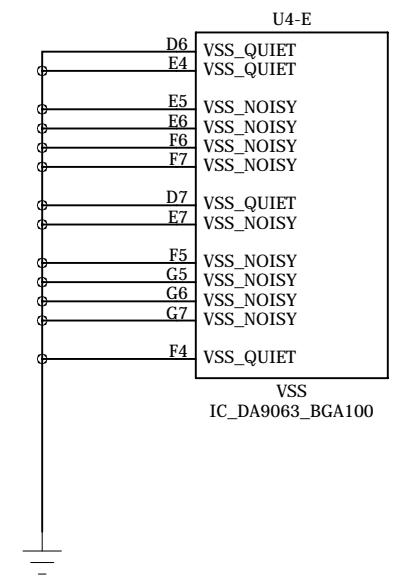 U4-E
D6 VSS_QUIET
E4 VSS_QUIET
E5 VSS_NOISY
E6 VSS_NOISY
F6 VSS_NOISY
F7 VSS_NOISY
D7 VSS_QUIET
E7 VSS_NOISY
F5 VSS_NOISY
G5 VSS_NOISY
G6 VSS_NOISY
G7 VSS_NOISY
F4 VSS_QUIET
VSS
IC_DA9063_BGA100